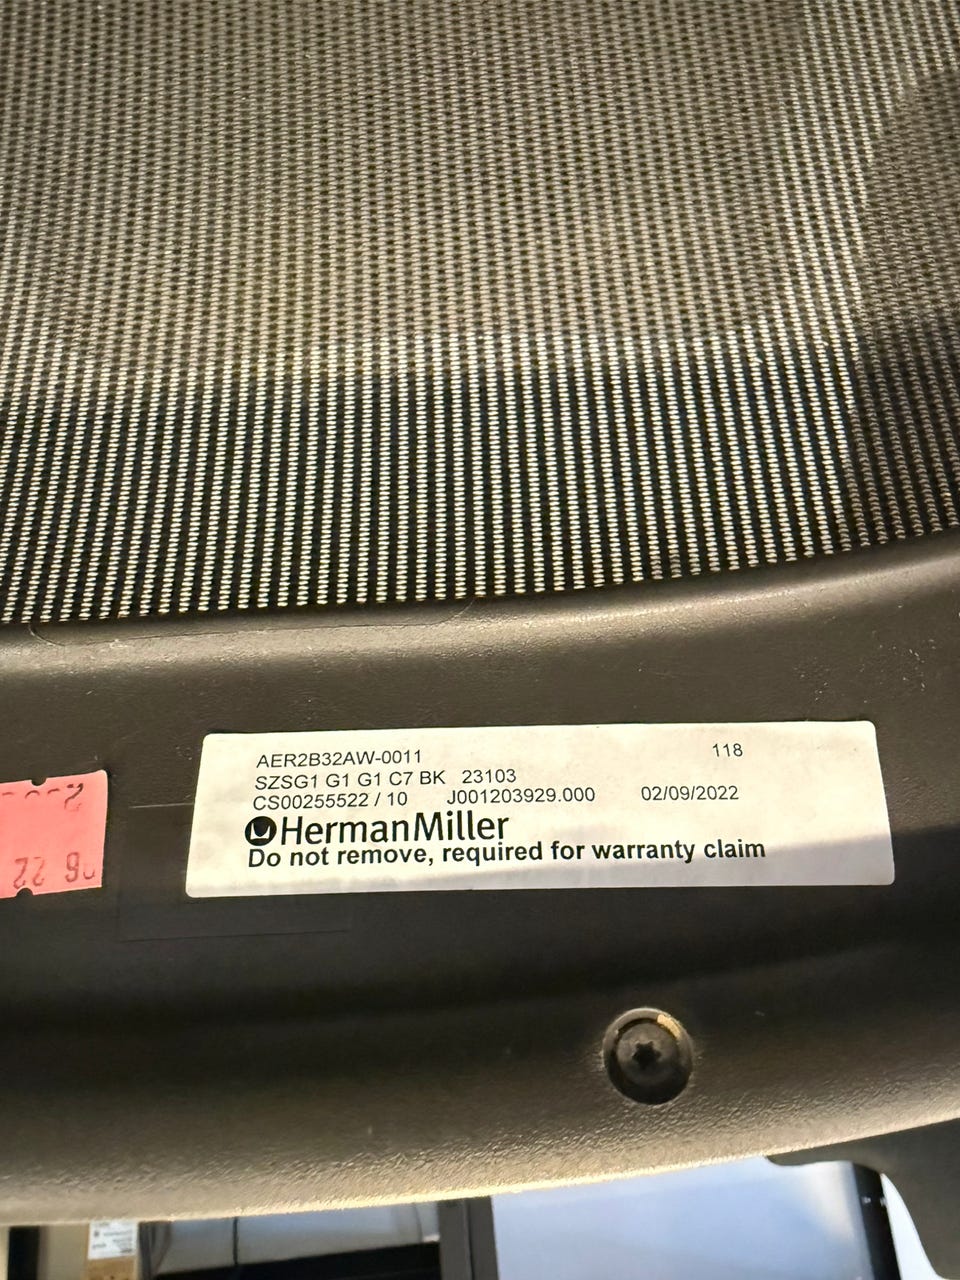 AER2B32AW-0011 118
SZSG1 G1 G1 C7 BK 23103
CS00255522 / 10 J001203929.000 02/09/2022
HermanMiller
Do not remove, required for warranty claim
22